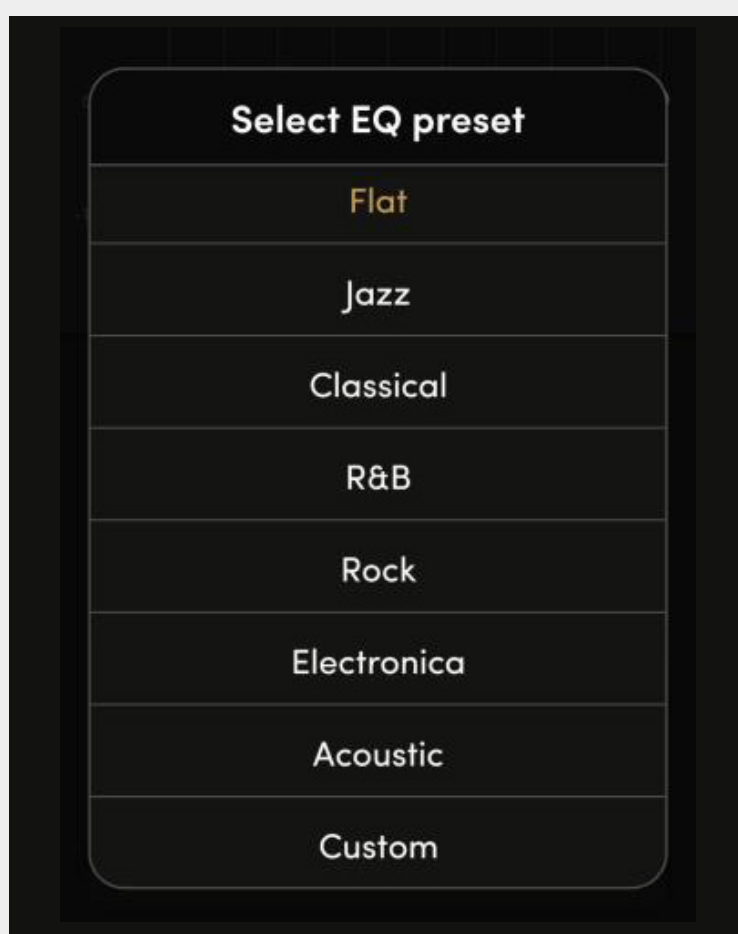 Select EQ preset
Flat
Jazz
Classical
R&B
Rock
Electronica
Acoustic
Custom